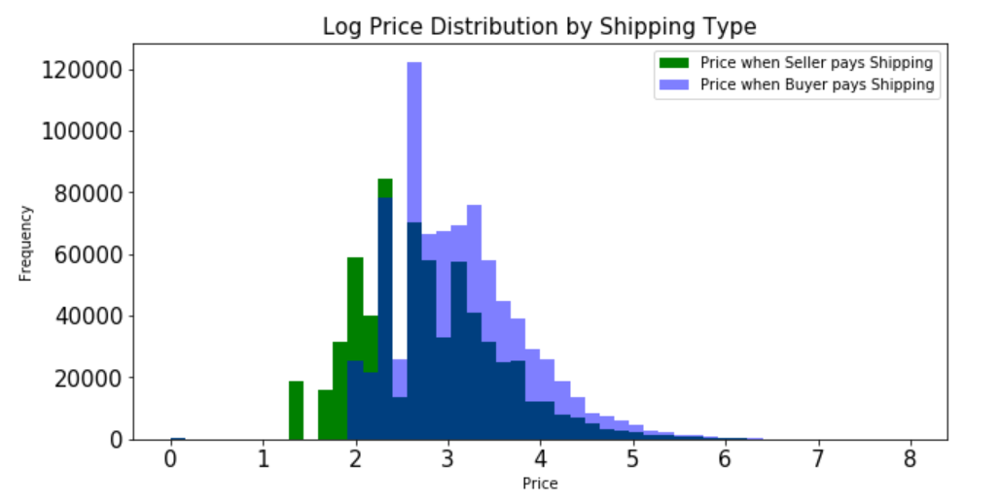 Log Price Distribution by Shipping Type
Price when Seller pays Shipping
Price when Buyer pays Shipping
120000
100000
80000
60000
40000
20000
0
Frequency
0 1 2 3 4 5 6 7 8
Price